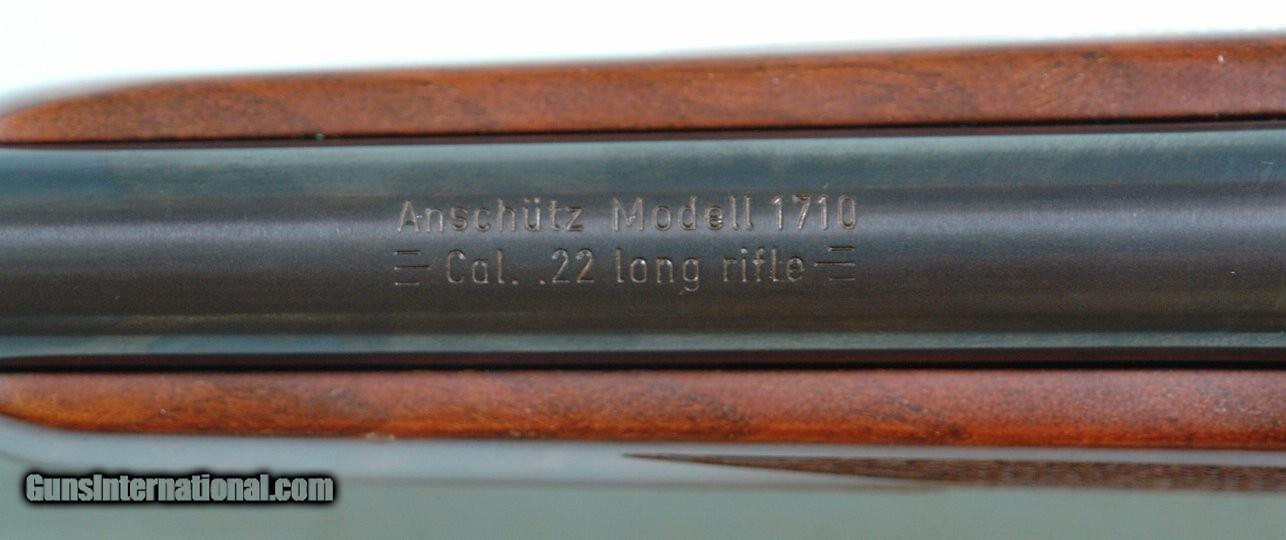 Anschütz Modell 1710
Cal. .22 long rifle
GunsInternational.com